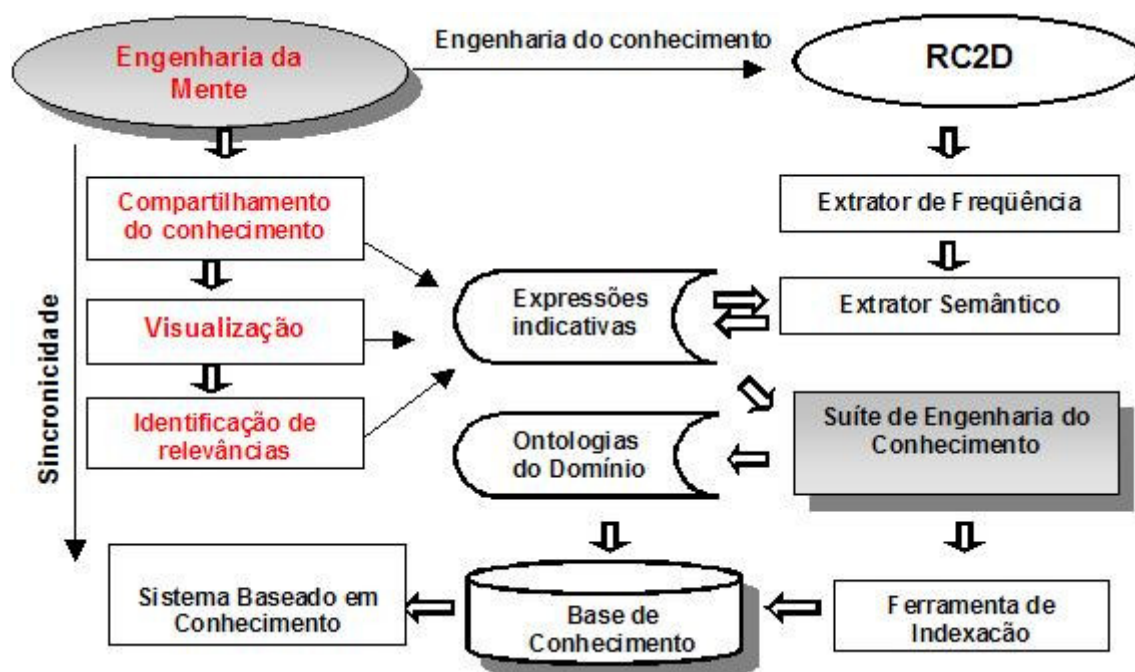 Engenharia da
Mente
Engenharia do conhecimento
RC2D
Compartilhamento
do conhecimento
Extrator de Freqüência
Expressões
indicativas
Extrator Semântico
Visualização
Sincronicidade
Identificação de
relevâncias
Ontologias
do Domínio
Suíte de Engenharia do
Conhecimento
Sistema Baseado em
Conhecimento
Base de
Conhecimento
Ferramenta de
Indexacão